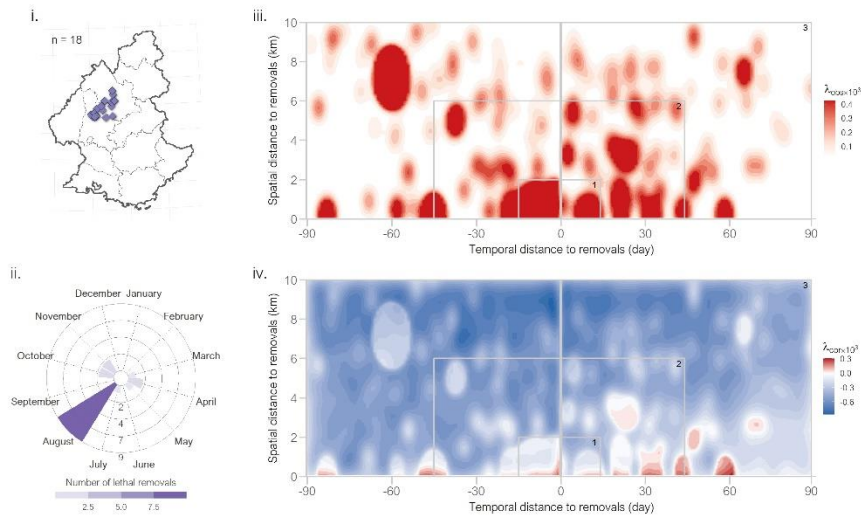 i.
n = 18
ii.
December
January
February
March
April
May
June
July
August
September
October
November
2
4
7
9
Number of lethal removals
2.5 5.0 7.5
iii.
Spatial distance to removals (km)
10
8
6
4
2
0
3
2
1
-90 -60 -30 0 30 60 90
Temporal distance to removals (day)
0.4
0.3
0.2
0.1
iv.
Spatial distance to removals (km)
10
8
6
4
2
0
3
2
1
-90 -60 -30 0 30 60 90
Temporal distance to removals (day)
0.3
0.0
-0.3